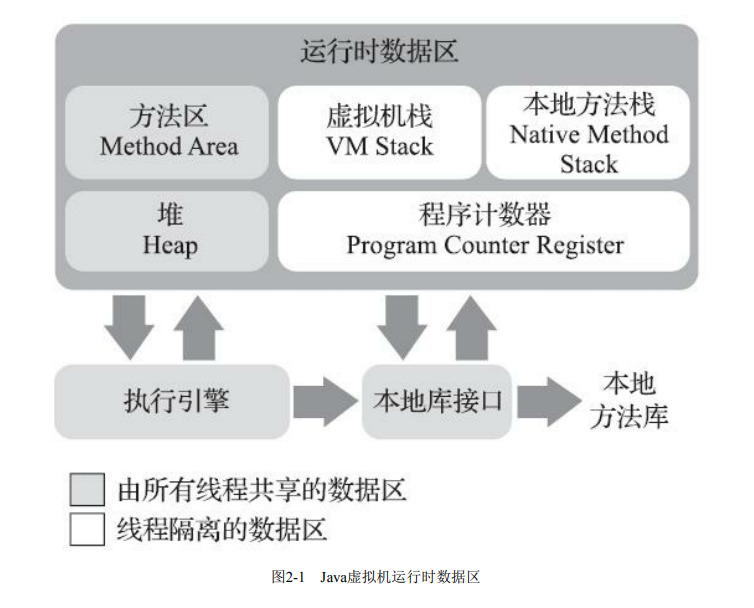 运行时数据区
方法区
Method Area
虚拟机栈
VM Stack
本地方法栈
Native Method
Stack
堆
Heap
程序计数器
Program Counter Register
执行引擎
本地库接口
本地
方法库
由所有线程共享的数据区
线程隔离的数据区
图2-1 Java虚拟机运行时数据区